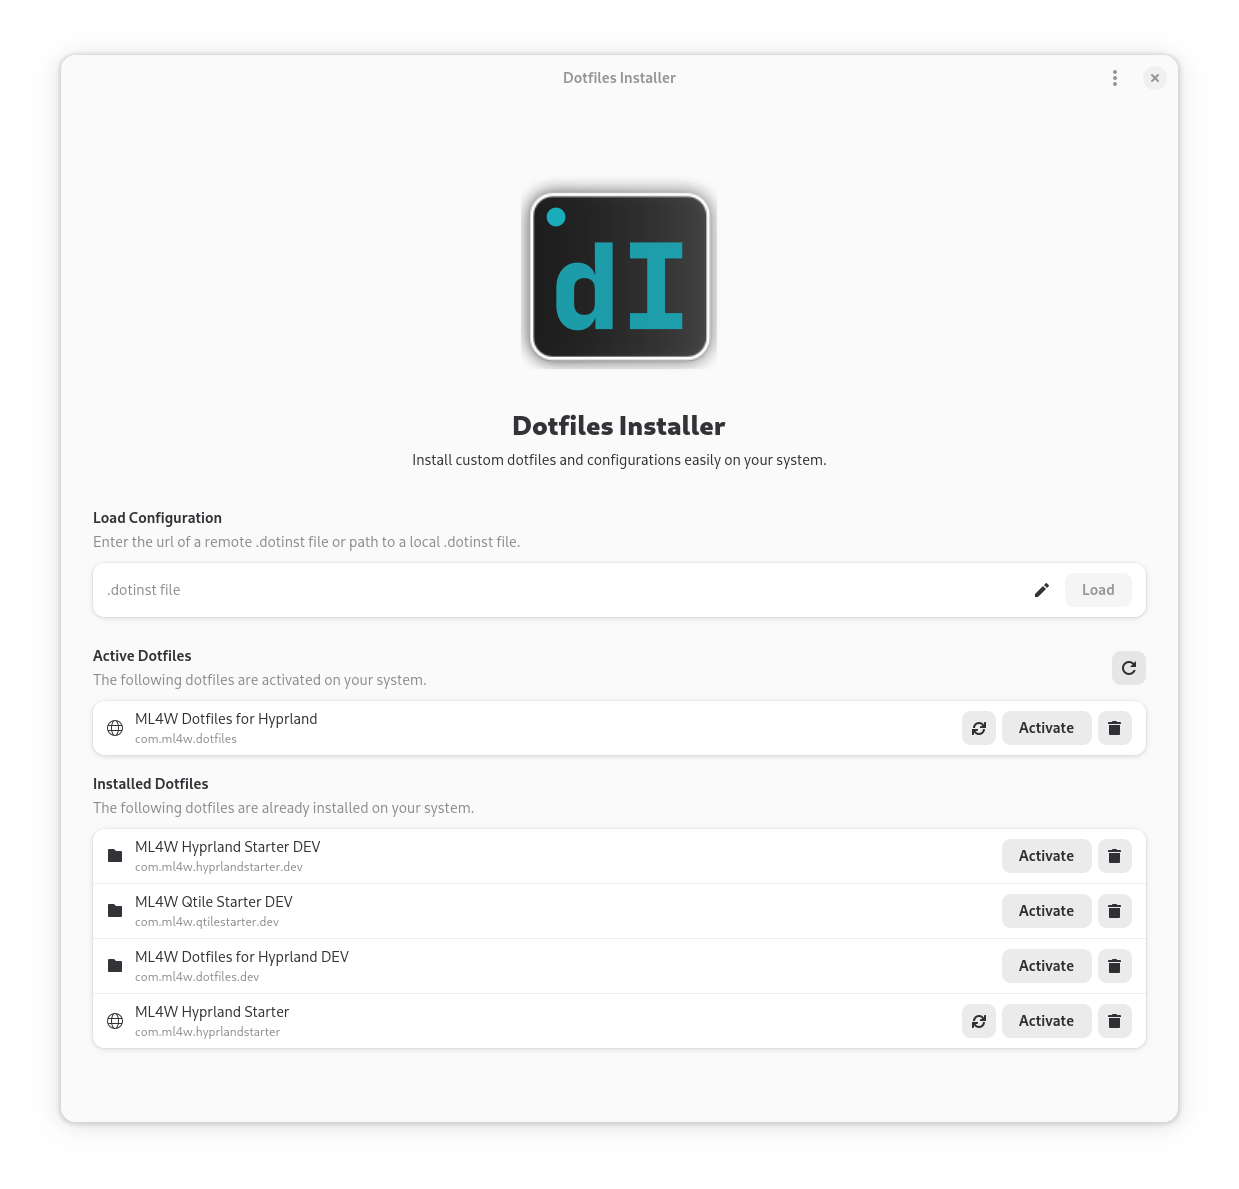 Dotfiles Installer
dI
Dotfiles Installer
Install custom dotfiles and configurations easily on your system.
Load Configuration
Enter the url of a remote .dotinst file or path to a local .dotinst file.
.dotinst file Load
Active Dotfiles
The following dotfiles are activated on your system.
ML4W Dotfiles for Hyprland
com.ml4w.dotfiles
Activate
Installed Dotfiles
The following dotfiles are already installed on your system.
ML4W Hyprland Starter DEV
com.ml4w.hyprlandstarter.dev
Activate
ML4W Qtile Starter DEV
com.ml4w.qtilestarter.dev
Activate
ML4W Dotfiles for Hyprland DEV
com.ml4w.dotfiles.dev
Activate
ML4W Hyprland Starter
com.ml4w.hyprlandstarter
Activate